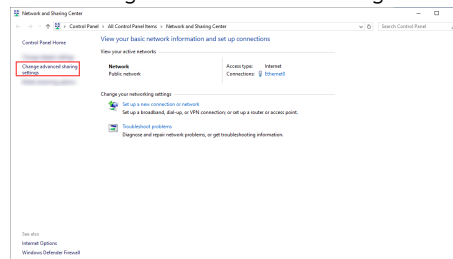 Network and Sharing Center
Control Panel › All Control Panel Items › Network and Sharing Center
Search Control Panel
Control Panel Home
Change advanced sharing
settings
View your basic network information and set up connections
View your active networks
Network
Public network
Access type: Internet
Connections: Ethernet0
Change your networking settings
Set up a new connection or network
Set up a broadband, dial-up, or VPN connection; or set up a router or access point.
Troubleshoot problems
Diagnose and repair network problems, or get troubleshooting information.
See also
Internet Options
Windows Defender Firewall